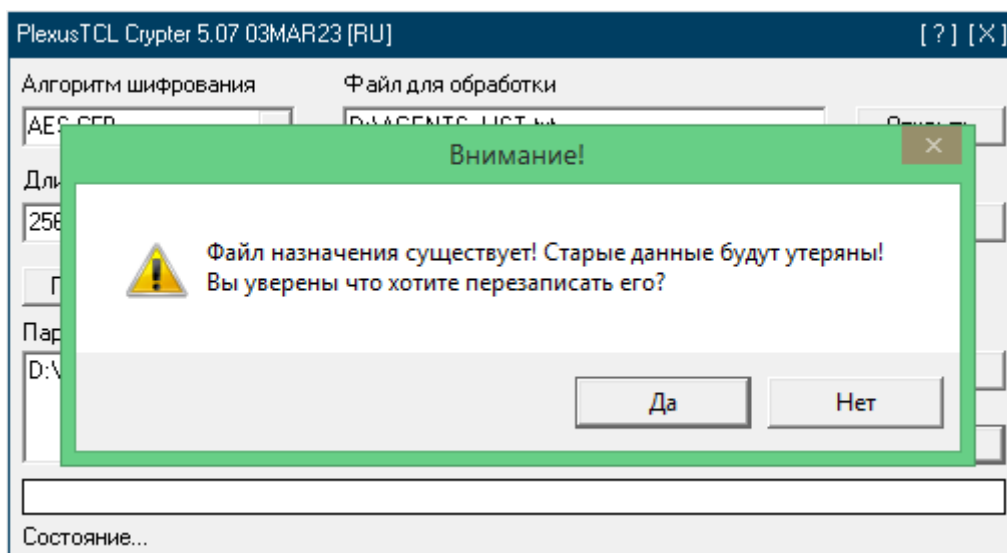 PlexusTCL Crypter 5.07 03MAR23 [RU] [ ? ] [X]
Алгоритм шифрования Файл для обработки
Внимание!
256
Файл назначения существует! Старые данные будут утеряны!
Вы уверены что хотите перезаписать его?
D:\
Да Нет
Состояние...